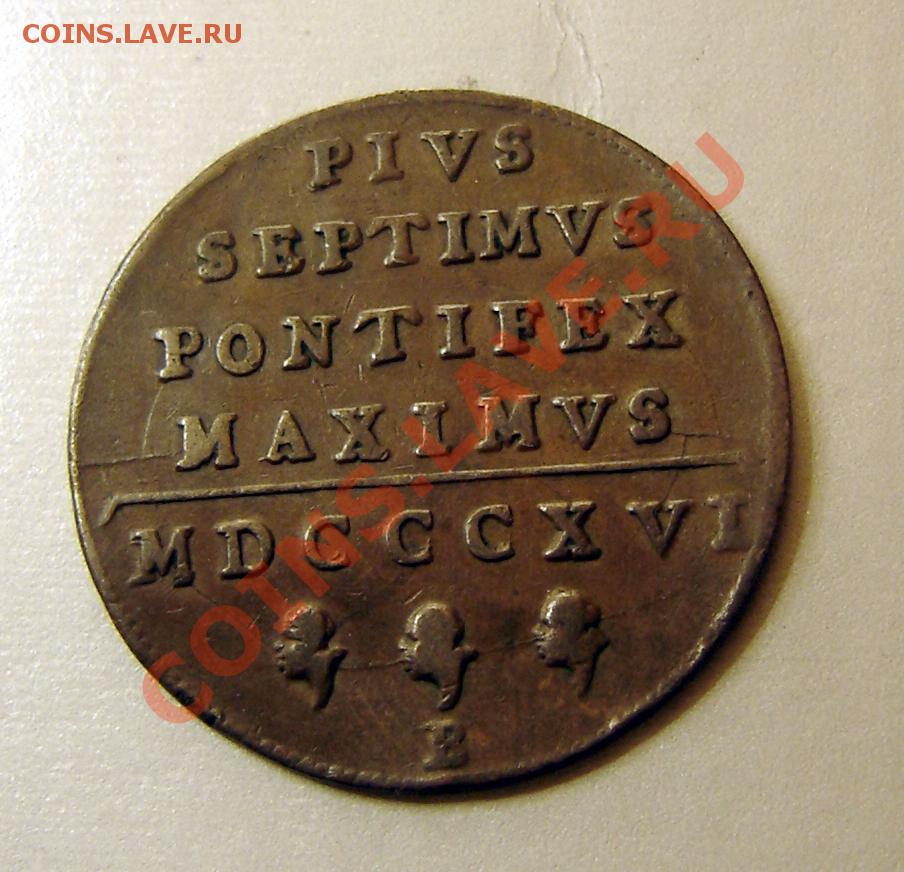 COINS.LAVE.RU
PIVS
SEPTIMVS
PONTIFEX
MAXIMVS
MDCCCXVI
B
COINS.LAVE.RU